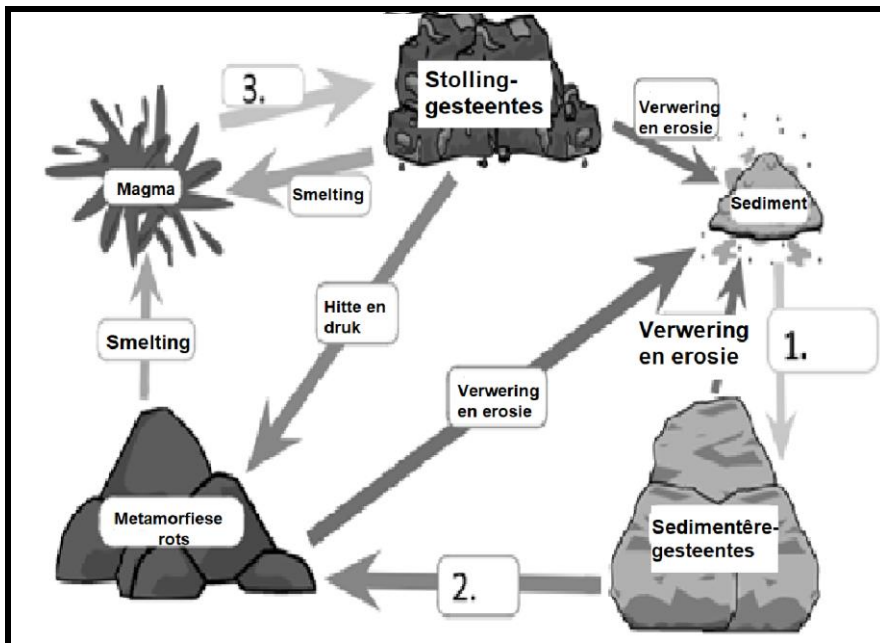 3.
Stolling-
gesteentes
Verwering
en erosie
Magma
Smelting
Sediment
Hitte en
druk
Smelting
Verwering
en erosie
1.
Verwering
en erosie
Metamorfiese
rots
Sedimentêre-
gesteentes
2.